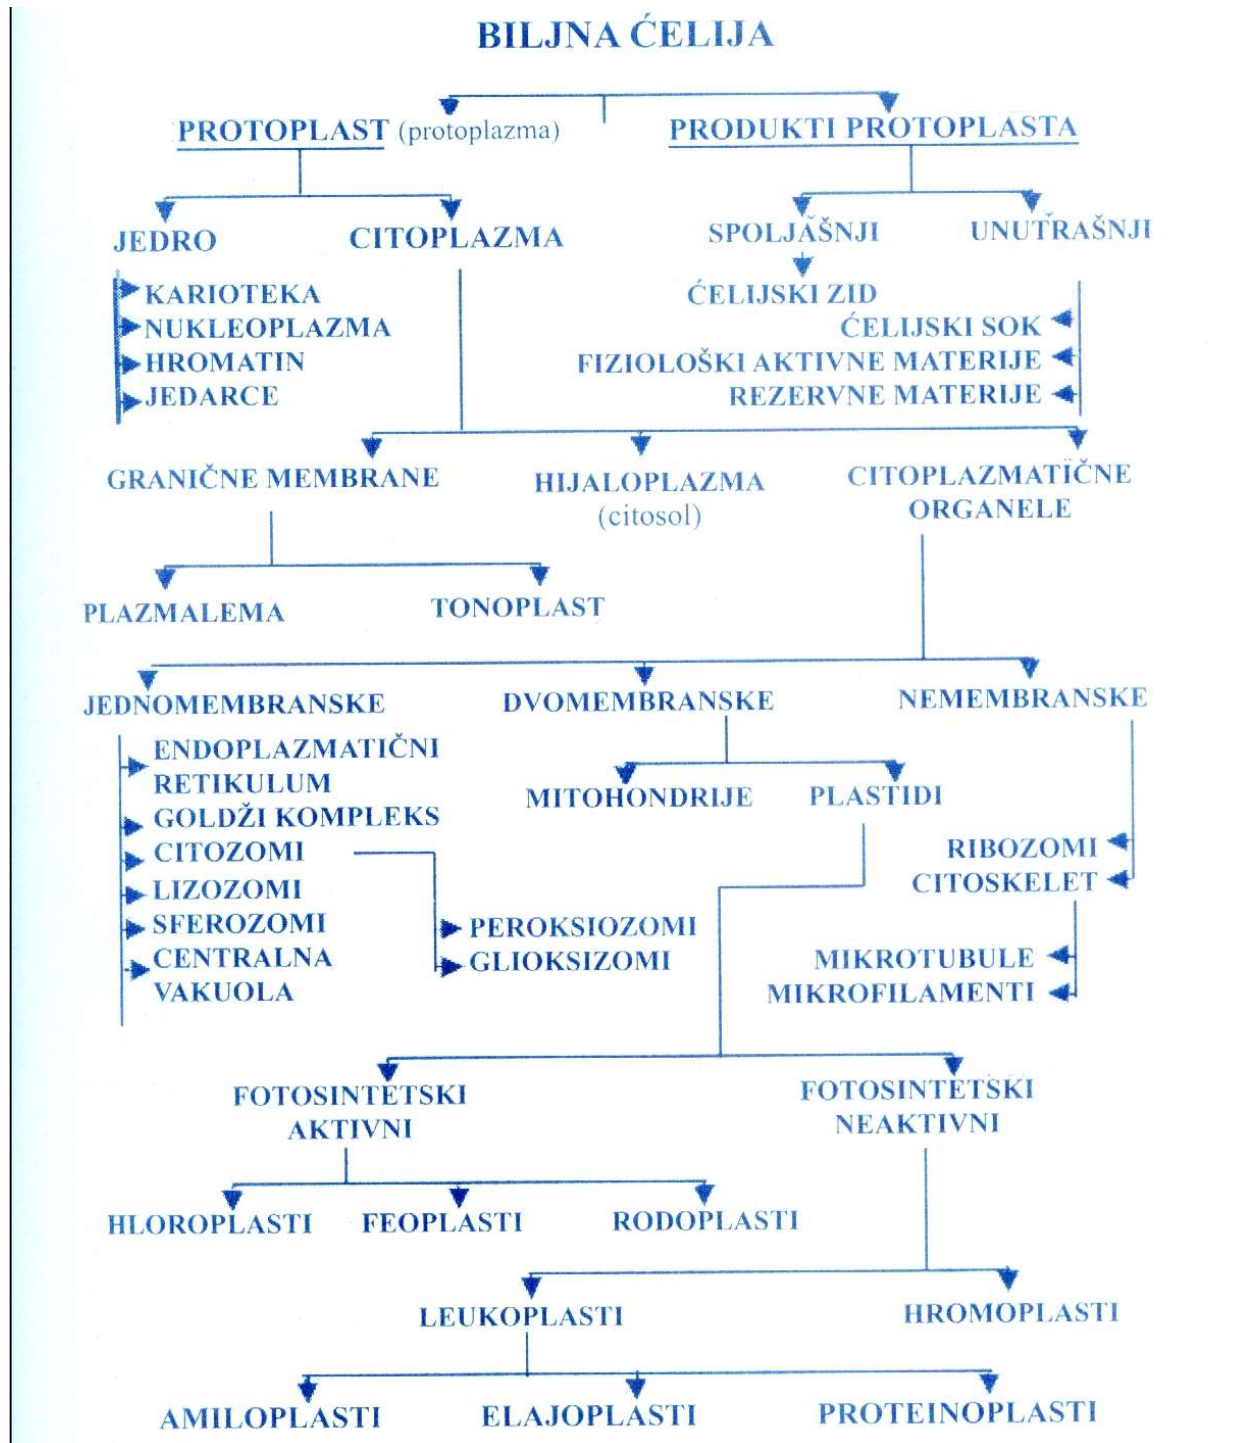 BILJNA ĆELIJA
PROTOPLAST (protoplazma)
PRODUKTI PROTOPLASTA
JEDRO
CITOPLAZMA
SPOLJAŠNJI
UNUTRAŠNJI
KARIOTEKA
NUKLEOPLAZMA
HROMATIN
JEDARCE
ĆELIJSKI ZID
ĆELIJSKI SOK
FIZIOLOŠKI AKTIVNE MATERIJE
REZERVNE MATERIJE
GRANIČNE MEMBRANE
HIJALOPLAZMA
(citosol)
CITOPLAZMATIČNE
ORGANELE
PLAZMALEMA
TONOPLAST
JEDNOMEMBRANSKE
DVOMEMBRANSKE
NEMEMBRANSKE
ENDOPLAZMATIČNI
RETIKULUM
GOLDŽI KOMPLEKS
CITOZOMI
LIZOZOMI
SFEROZOMI
CENTRALNA
VAKUOLA
PEROKSIOZOMI
GLIOKSIZOMI
MITOHONDRIJE
PLASTIDI
RIBOZOMI
CITOSKELET
MIKROTUBULE
MIKROFILAMENTI
FOTOSINTETSKI
AKTIVNI
FOTOSINTETSKI
NEAKTIVNI
HLOROPLASTI
FEOPLASTI
RODOPLASTI
LEUKOPLASTI
HROMOPLASTI
AMILOPLASTI
ELAJOPLASTI
PROTEINOPLASTI